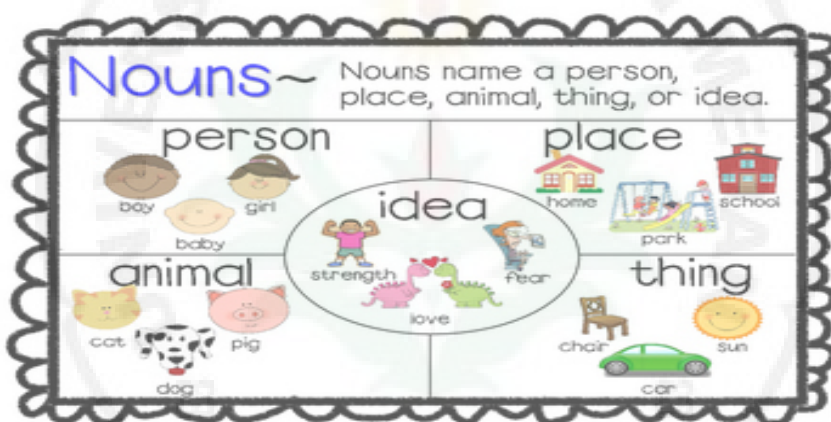 Nouns~
Nouns name a person,
place, animal, thing, or idea.
person
boy
girl
baby
place
home
school
park
idea
strength
fear
love
animal
cat
pig
dog
thing
chair
sun
car